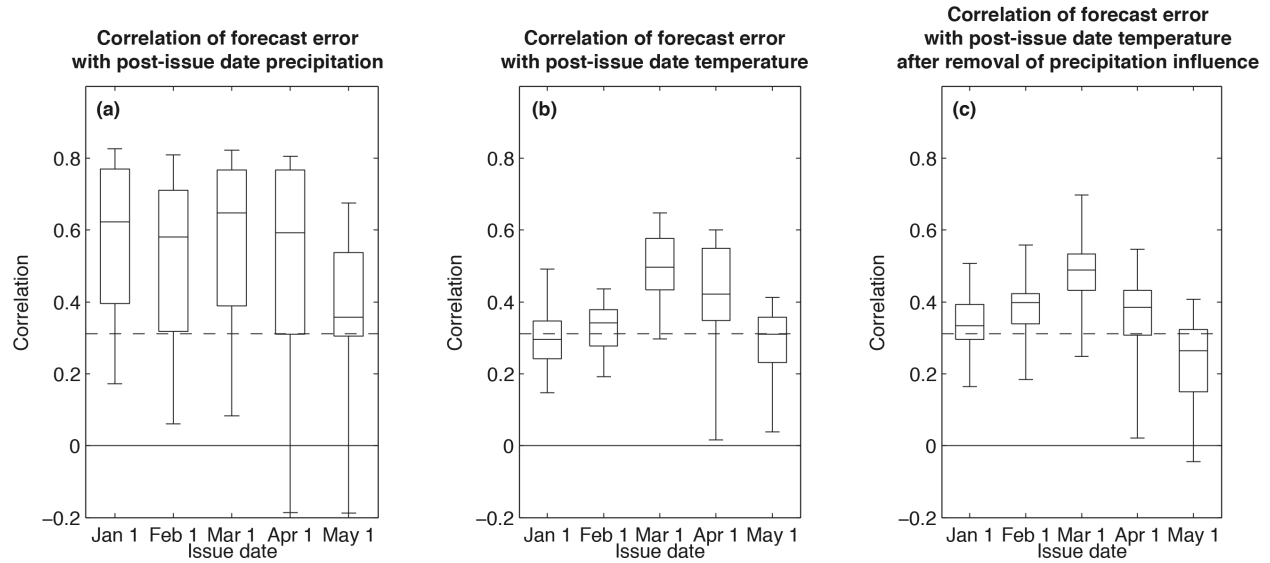 Correlation of forecast error
with post-issue date precipitation
(a)
0.8
0.6
0.4
0.2
0
−0.2
Correlation
Jan 1 Feb 1 Mar 1 Apr 1 May 1
Issue date
Correlation of forecast error
with post-issue date temperature
(b)
0.8
0.6
0.4
0.2
0
−0.2
Correlation
Jan 1 Feb 1 Mar 1 Apr 1 May 1
Issue date
Correlation of forecast error
with post-issue date temperature
after removal of precipitation influence
(c)
0.8
0.6
0.4
0.2
0
−0.2
Correlation
Jan 1 Feb 1 Mar 1 Apr 1 May 1
Issue date